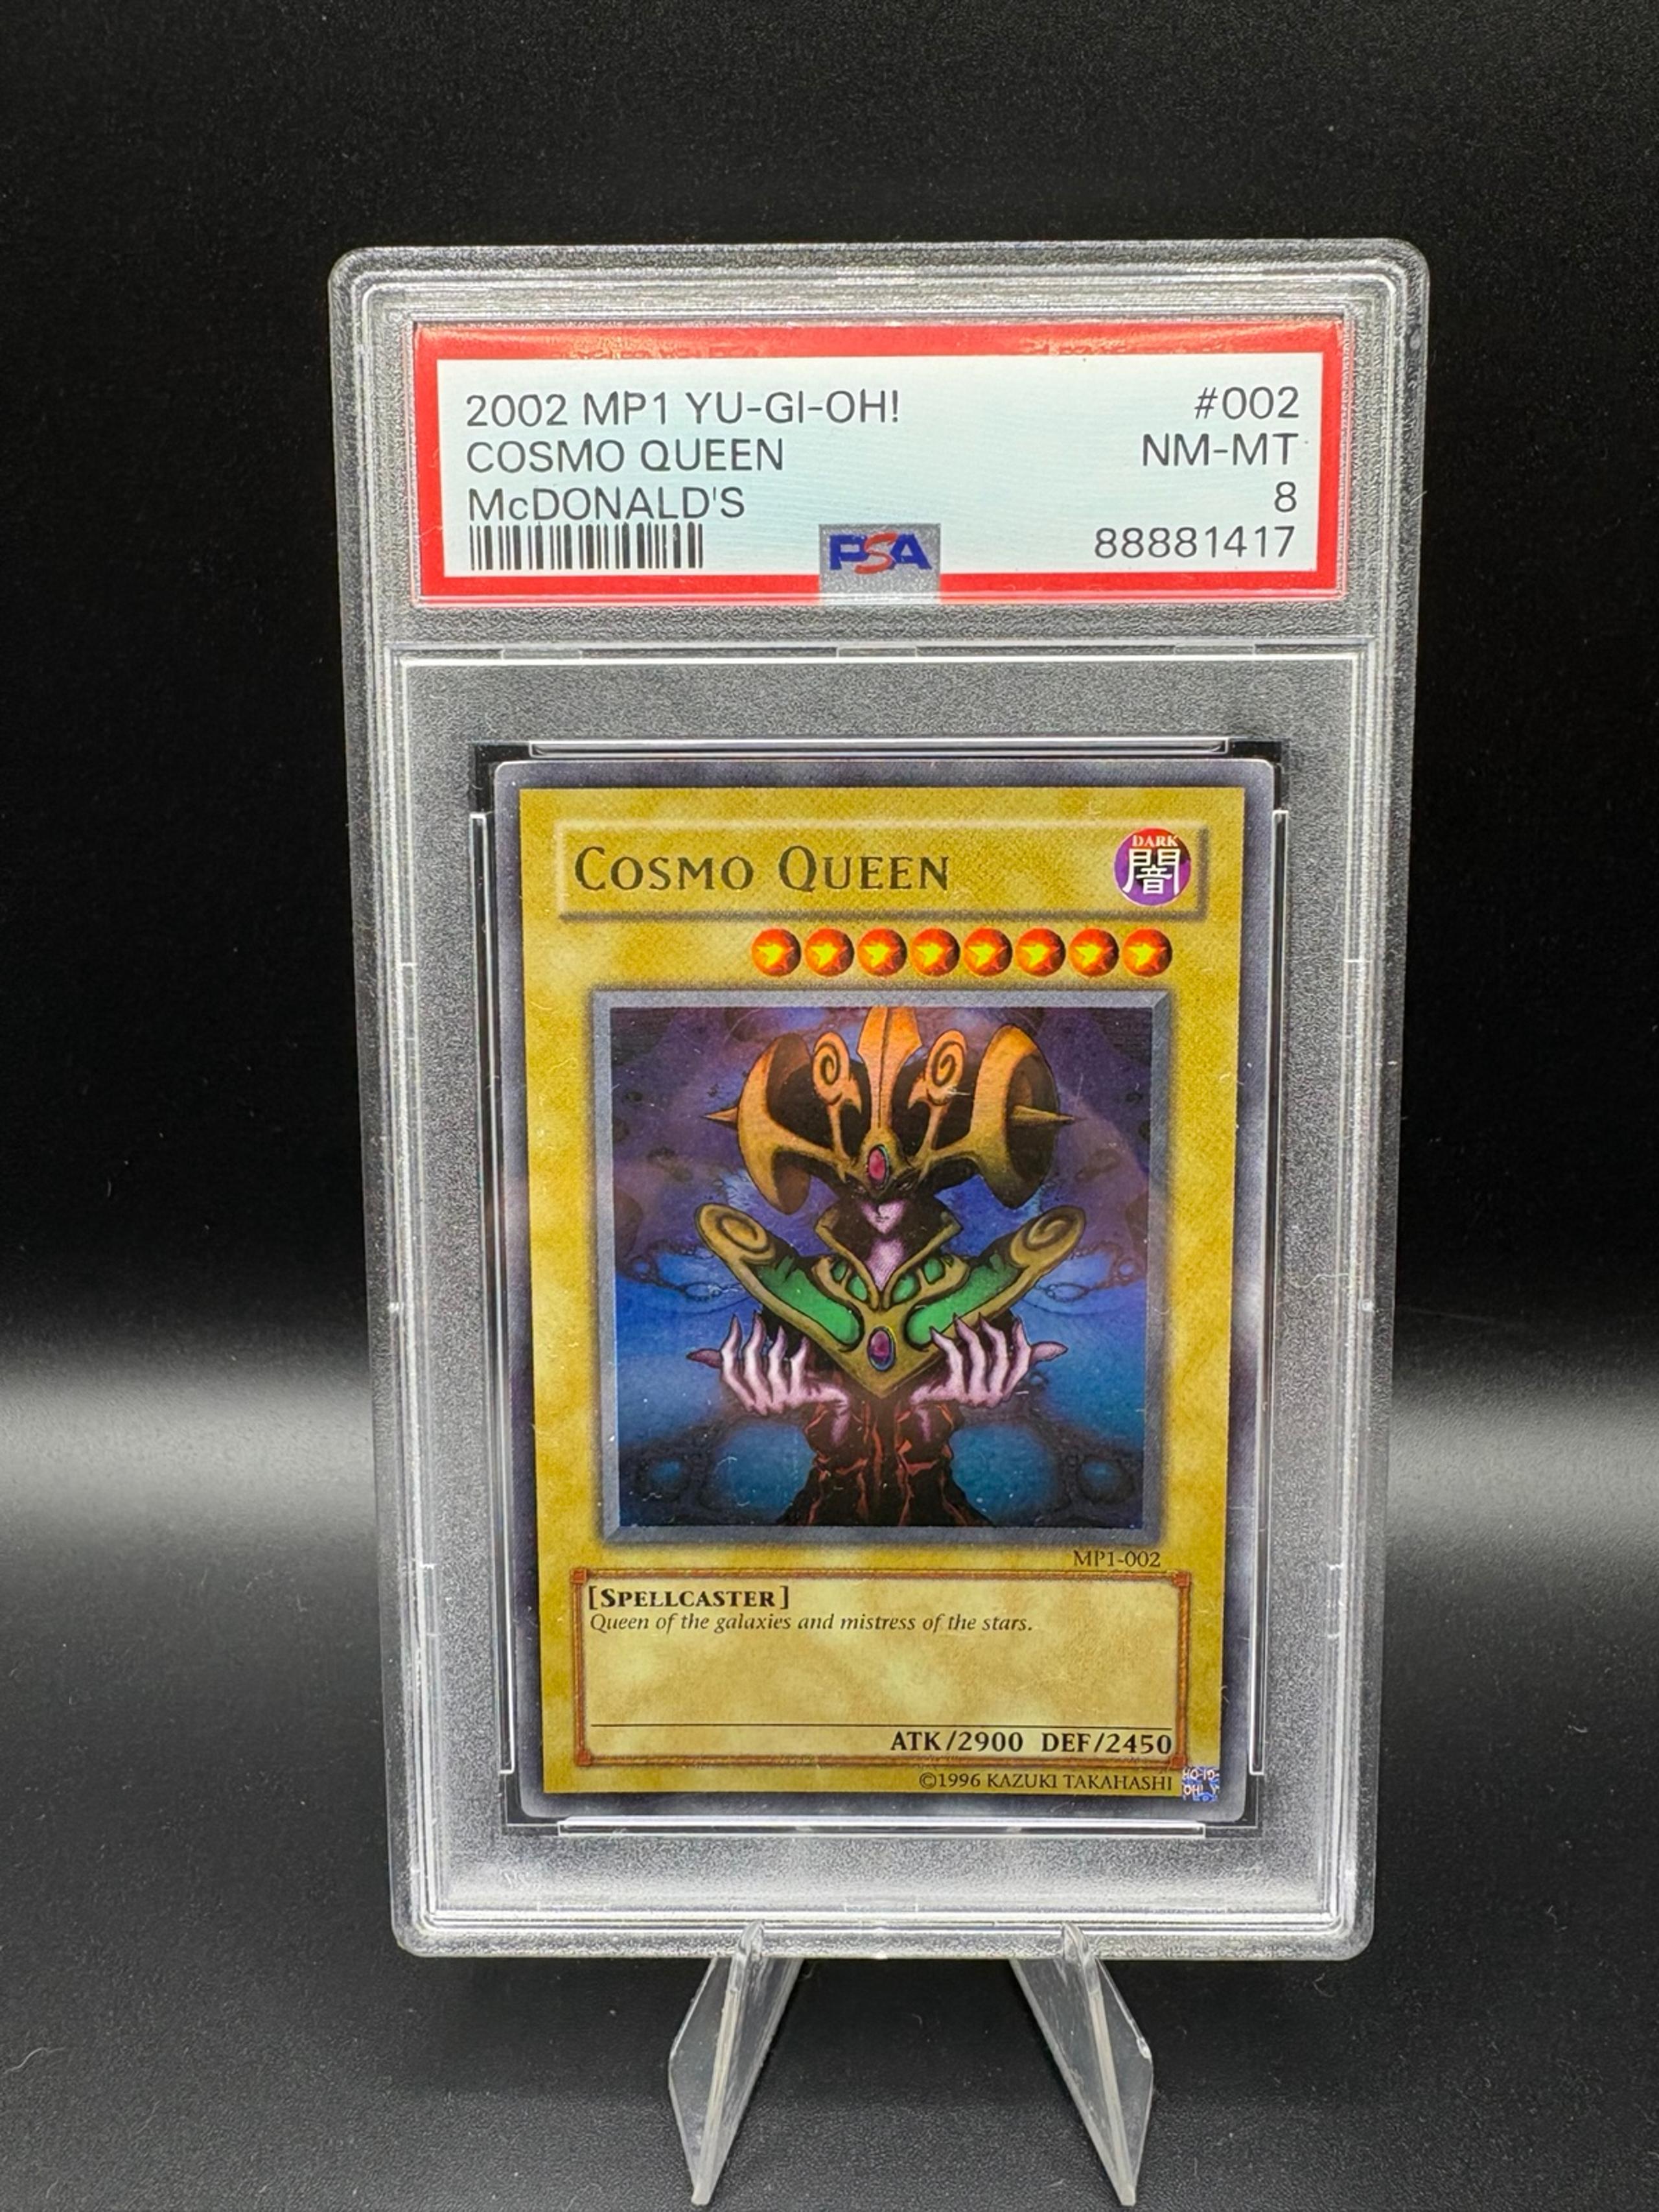 2002 MP1 YU-GI-OH! #002
COSMO QUEEN NM-MT
McDONALD'S 8
PSA 88881417
COSMO QUEEN
DARK
闇
MP1-002
[SPELLCASTER]
Queen of the galaxies and mistress of the stars.
ATK/2900 DEF/2450
©1996 KAZUKI TAKAHASHI